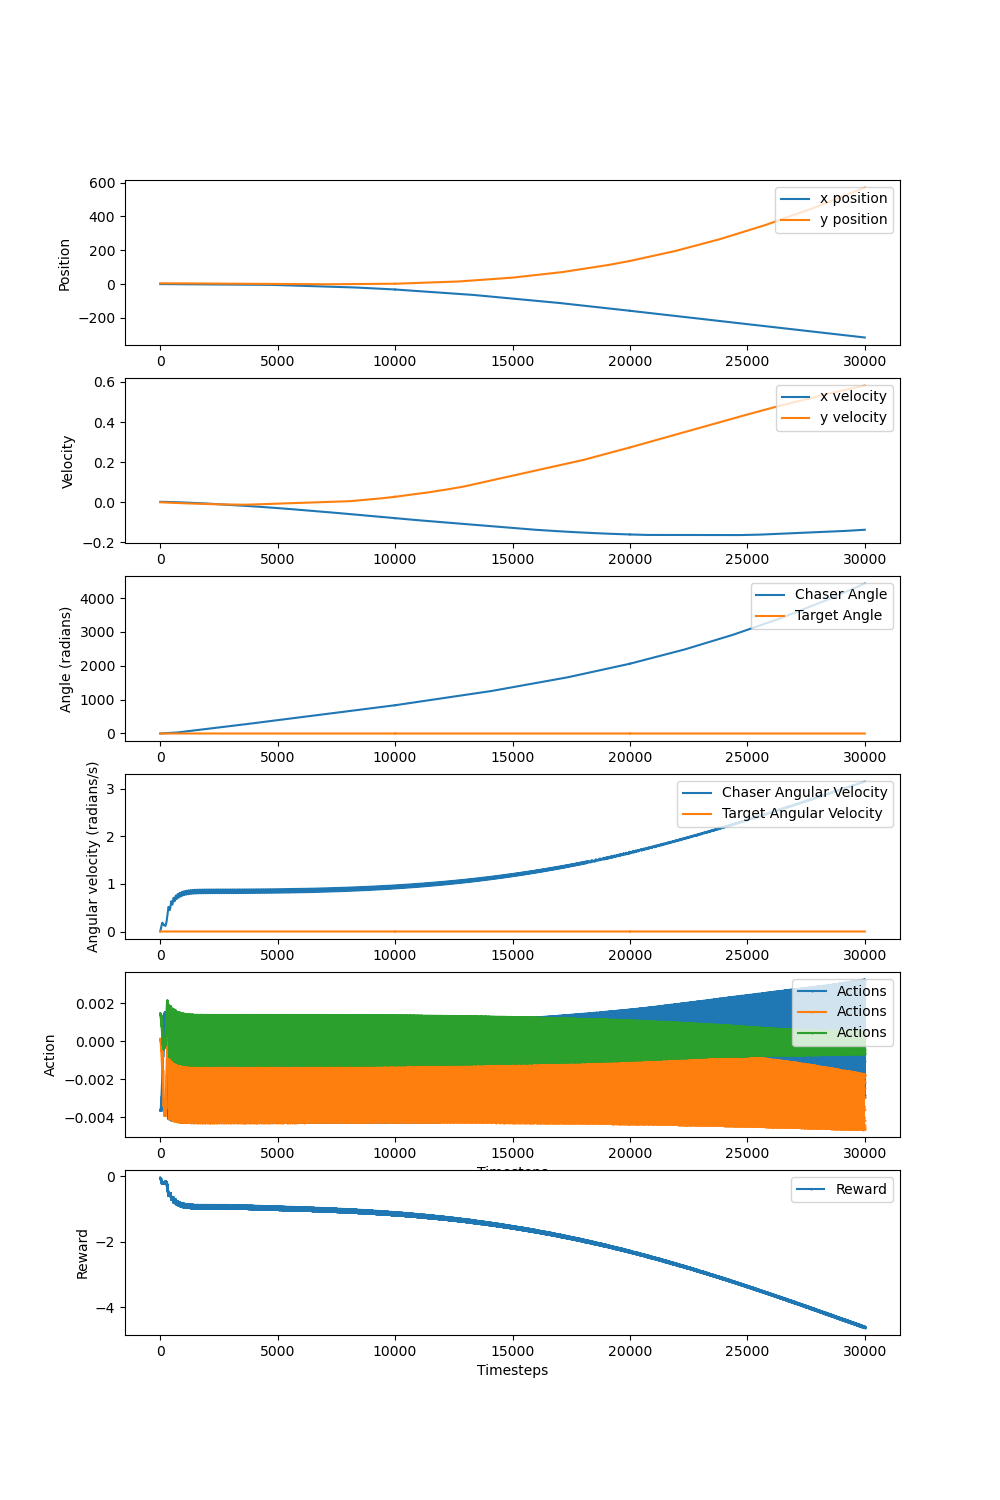 600
400
200
0
−200
Position
x position
y position
0 5000 10000 15000 20000 25000 30000
0.6
0.4
0.2
0.0
−0.2
Velocity
x velocity
y velocity
0 5000 10000 15000 20000 25000 30000
4000
3000
2000
1000
0
Angle (radians)
Chaser Angle
Target Angle
0 5000 10000 15000 20000 25000 30000
3
2
1
0
Angular velocity (radians/s)
Chaser Angular Velocity
Target Angular Velocity
0 5000 10000 15000 20000 25000 30000
0.002
0.000
−0.002
−0.004
Action
Actions
Actions
Actions
0 5000 10000 15000 20000 25000 30000
Timesteps
0
−2
−4
Reward
Reward
0 5000 10000 15000 20000 25000 30000
Timesteps